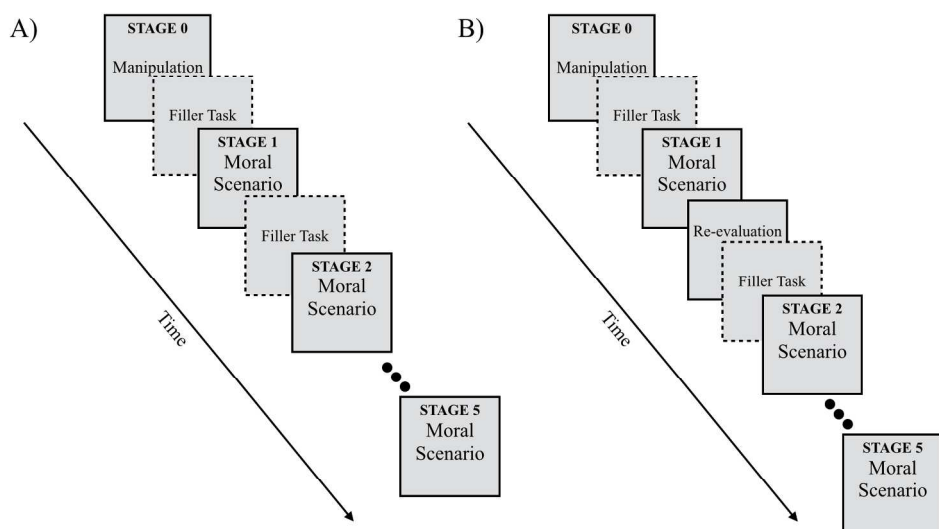 A)
STAGE 0
Manipulation
Filler Task
STAGE 1
Moral
Scenario
Filler Task
STAGE 2
Moral
Scenario
STAGE 5
Moral
Scenario
Time
B)
STAGE 0
Manipulation
Filler Task
STAGE 1
Moral
Scenario
Re-evaluation
Filler Task
STAGE 2
Moral
Scenario
STAGE 5
Moral
Scenario
Time